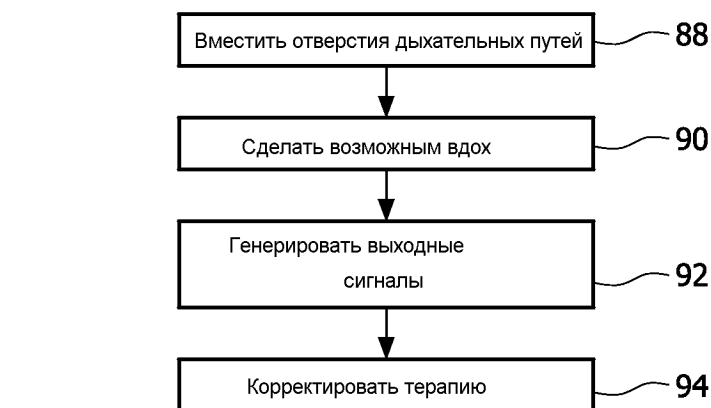 Вместить отверстия дыхательных путей 88
Сделать возможным вдох 90
Генерировать выходные
сигналы 92
Корректировать терапию 94